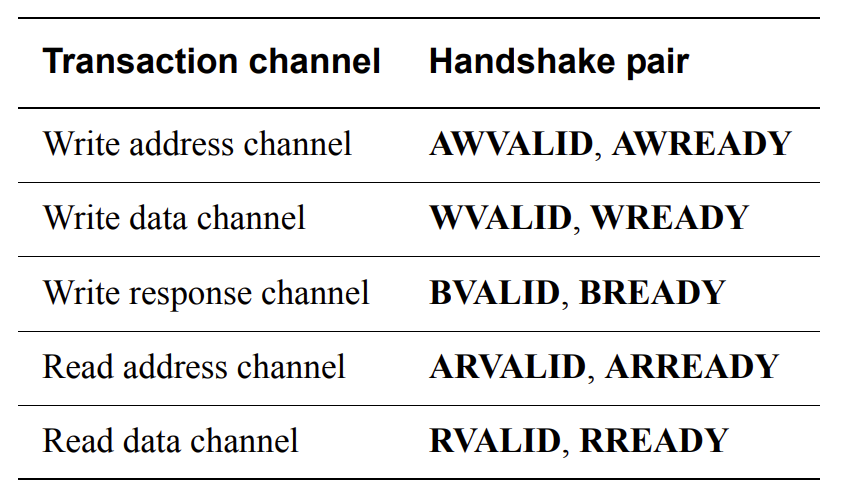 Transaction channel Handshake pair
Write address channel AWVALID, AWREADY
Write data channel WVALID, WREADY
Write response channel BVALID, BREADY
Read address channel ARVALID, ARREADY
Read data channel RVALID, RREADY